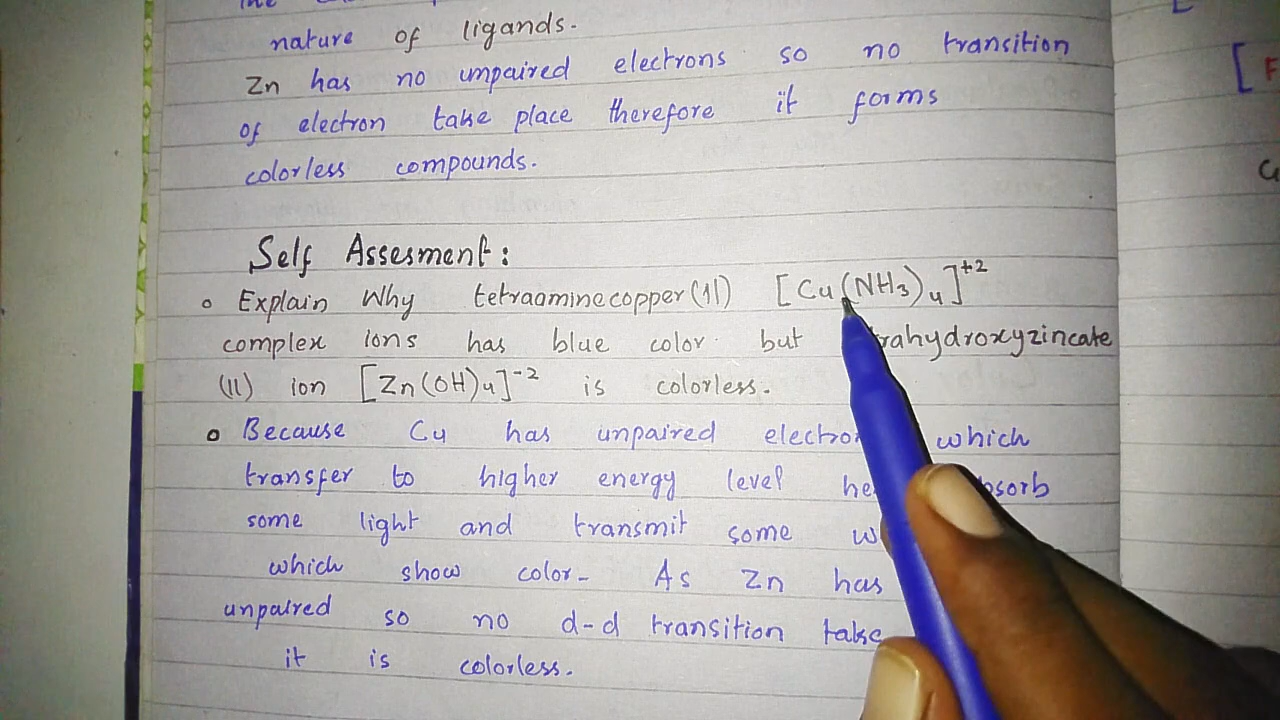 nature of ligands.
Zn has no unpaired electrons so no transition
of electron take place therefore it forms
colorless compounds.
Self Assesment:
Explain Why tetraaminecopper(II) [Cu(NH3)4]+2
complex ions has blue color but trahydroxyzincate
(II) ion [Zn(OH)4]-2 is colorless.
Because Cu has unpaired electron which
transfer to higher energy level
some light and transmit some
which show color- As Zn has
unpaired so no d-d transition take
it is colorless.
[F